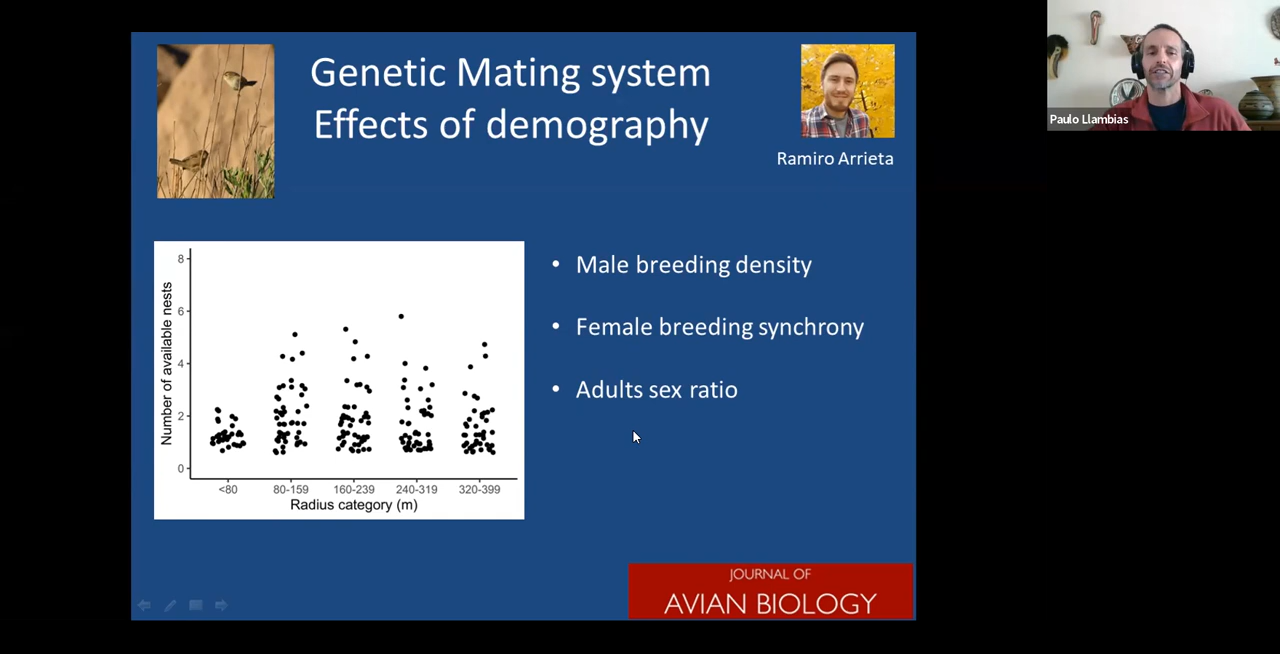 Genetic Mating system
Effects of demography
Ramiro Arrieta
Paulo Llambias
• Male breeding density
• Female breeding synchrony
• Adults sex ratio
Number of available nests
8
6
4
2
0
<80 80-159 160-239 240-319 320-399
Radius category (m)
JOURNAL OF
AVIAN BIOLOGY